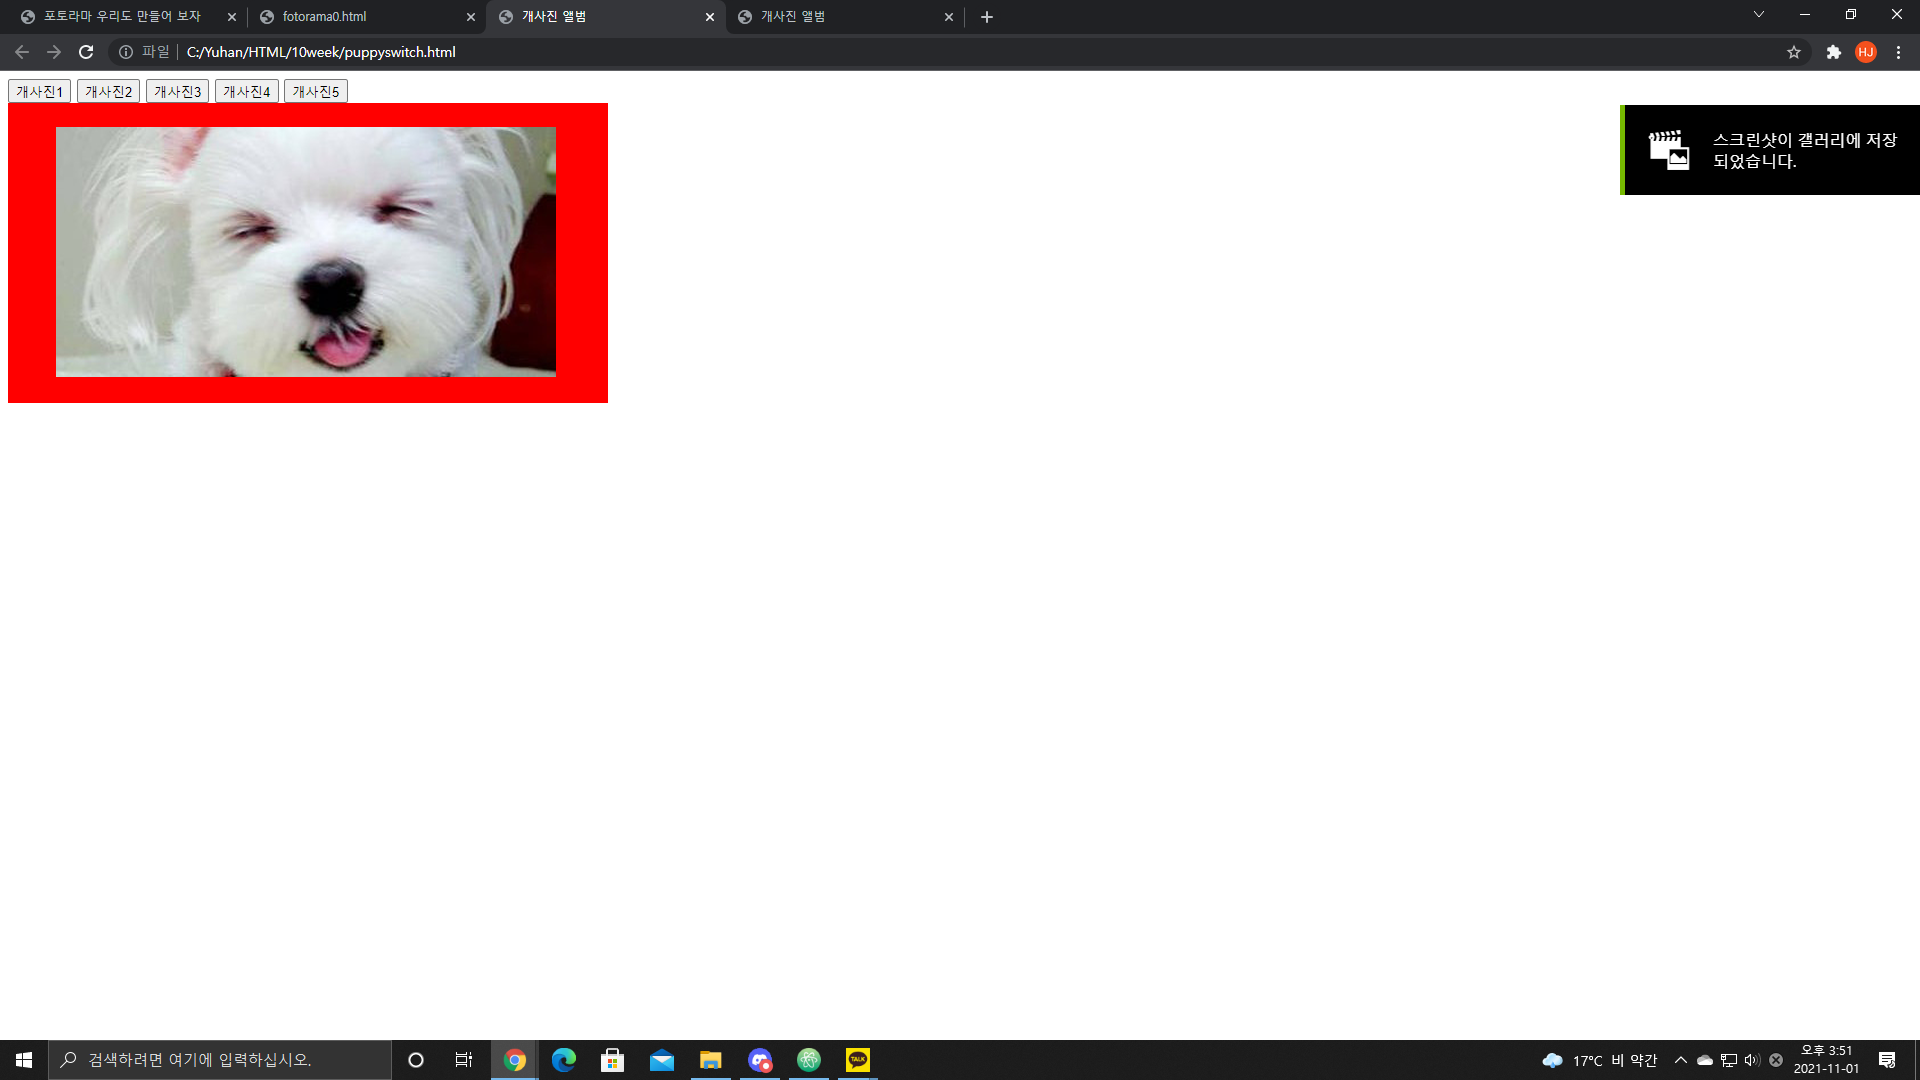 포토라마 우리도 만들어 보자
fotorama0.html
개사진 앨범
개사진 앨범
파일
C:/Yuhan/HTML/10week/puppyswitch.html
HJ
개사진1 개사진2 개사진3 개사진4 개사진5
스크린샷이 갤러리에 저장
되었습니다.
검색하려면 여기에 입력하십시오.
TALK
17°C 비 약간
오후 3:51
2021-11-01